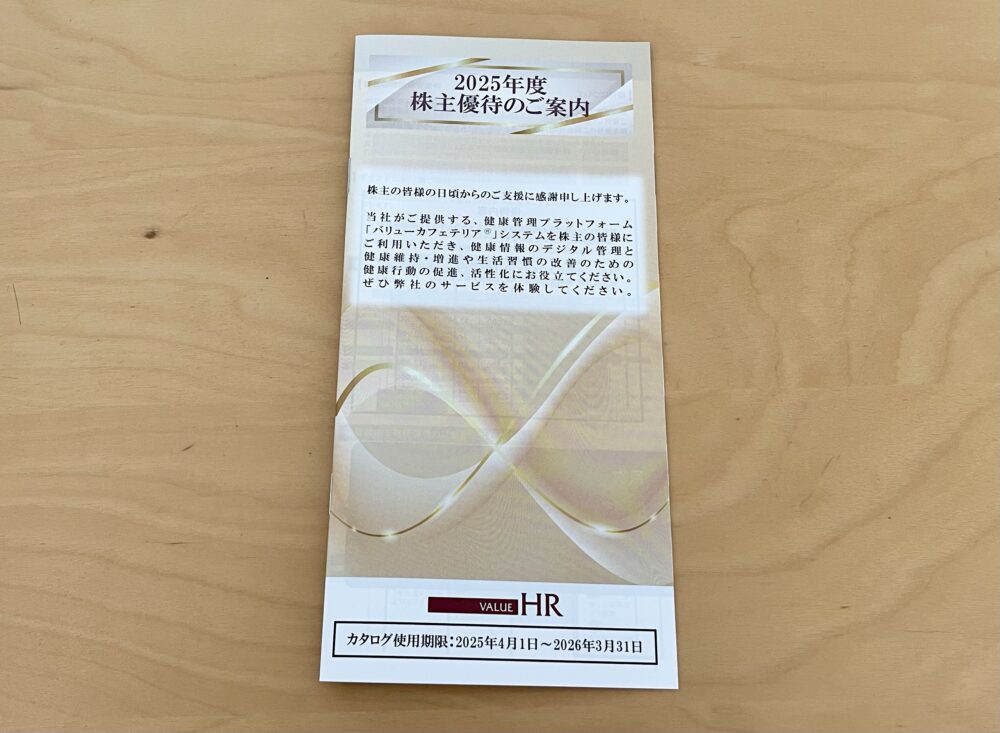 2025年度
株主優待のご案内
株主の皆様の日頃からのご支援に感謝申し上げます。
当社がご提供する、健康管理プラットフォーム
「バリューカフェテリア®」システムを株主の皆様に
ご利用いただき、健康情報のデジタル管理と
健康維持・増進や生活習慣の改善のための
健康行動の促進、活性化にお役立てください。
ぜひ弊社のサービスを体験してください。
VALUE HR
カタログ使用期限：2025年4月1日～2026年3月31日